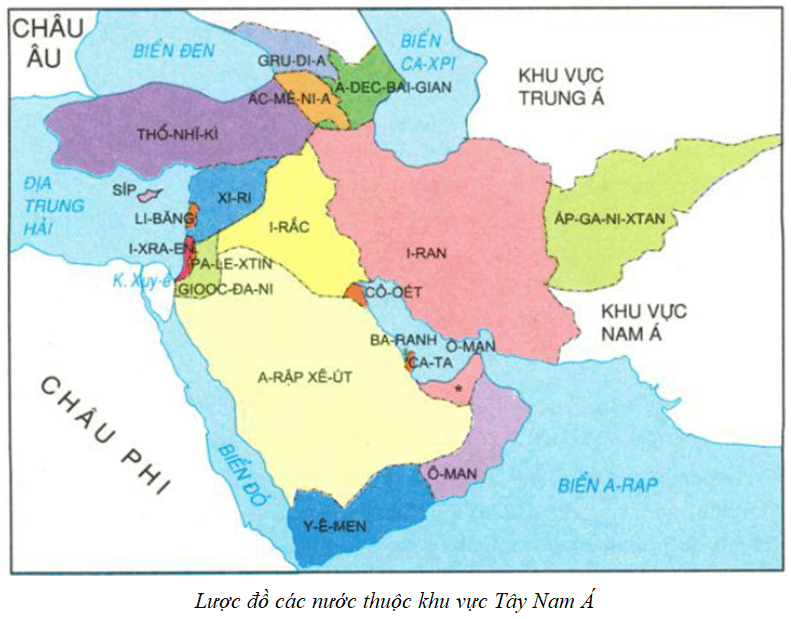 CHÂU
ÂU
BIỂN ĐEN
GRU-DI-A
BIỂN
CA-XPI
KHU VỰC
TRUNG Á
ÁC-MÊ-NI-A
A-DEC-BAI-GIAN
THỔ-NHĨ-KÌ
ĐỊA
TRUNG
HẢI
SÍP
XI-RI
LI-BĂNG
I-RẮC
I-RAN
ÁP-GA-NI-XTAN
I-XRA-EN
PA-LE-XTIN
K. Xuy-ê
GIOOC-ĐA-NI
CÔ-OÉT
KHU VỰC
NAM Á
BA-RANH
Ô-MAN
CA-TA
A-RẬP XÊ-ÚT
*
CHÂU PHI
BIỂN ĐỎ
Ô-MAN
BIỂN A-RAP
Y-Ê-MEN
Lược đồ các nước thuộc khu vực Tây Nam Á